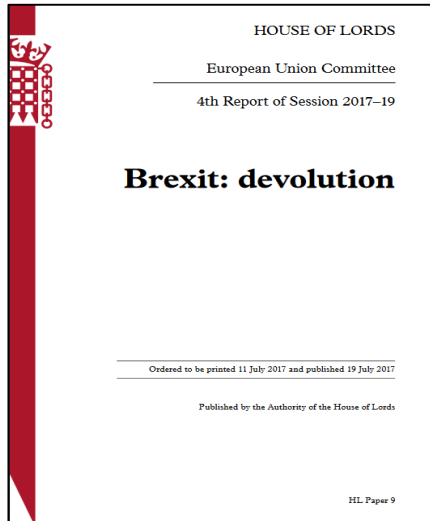 HOUSE OF LORDS
European Union Committee
4th Report of Session 2017–19
Brexit: devolution
Ordered to be printed 11 July 2017 and published 19 July 2017
Published by the Authority of the House of Lords
HL Paper 9